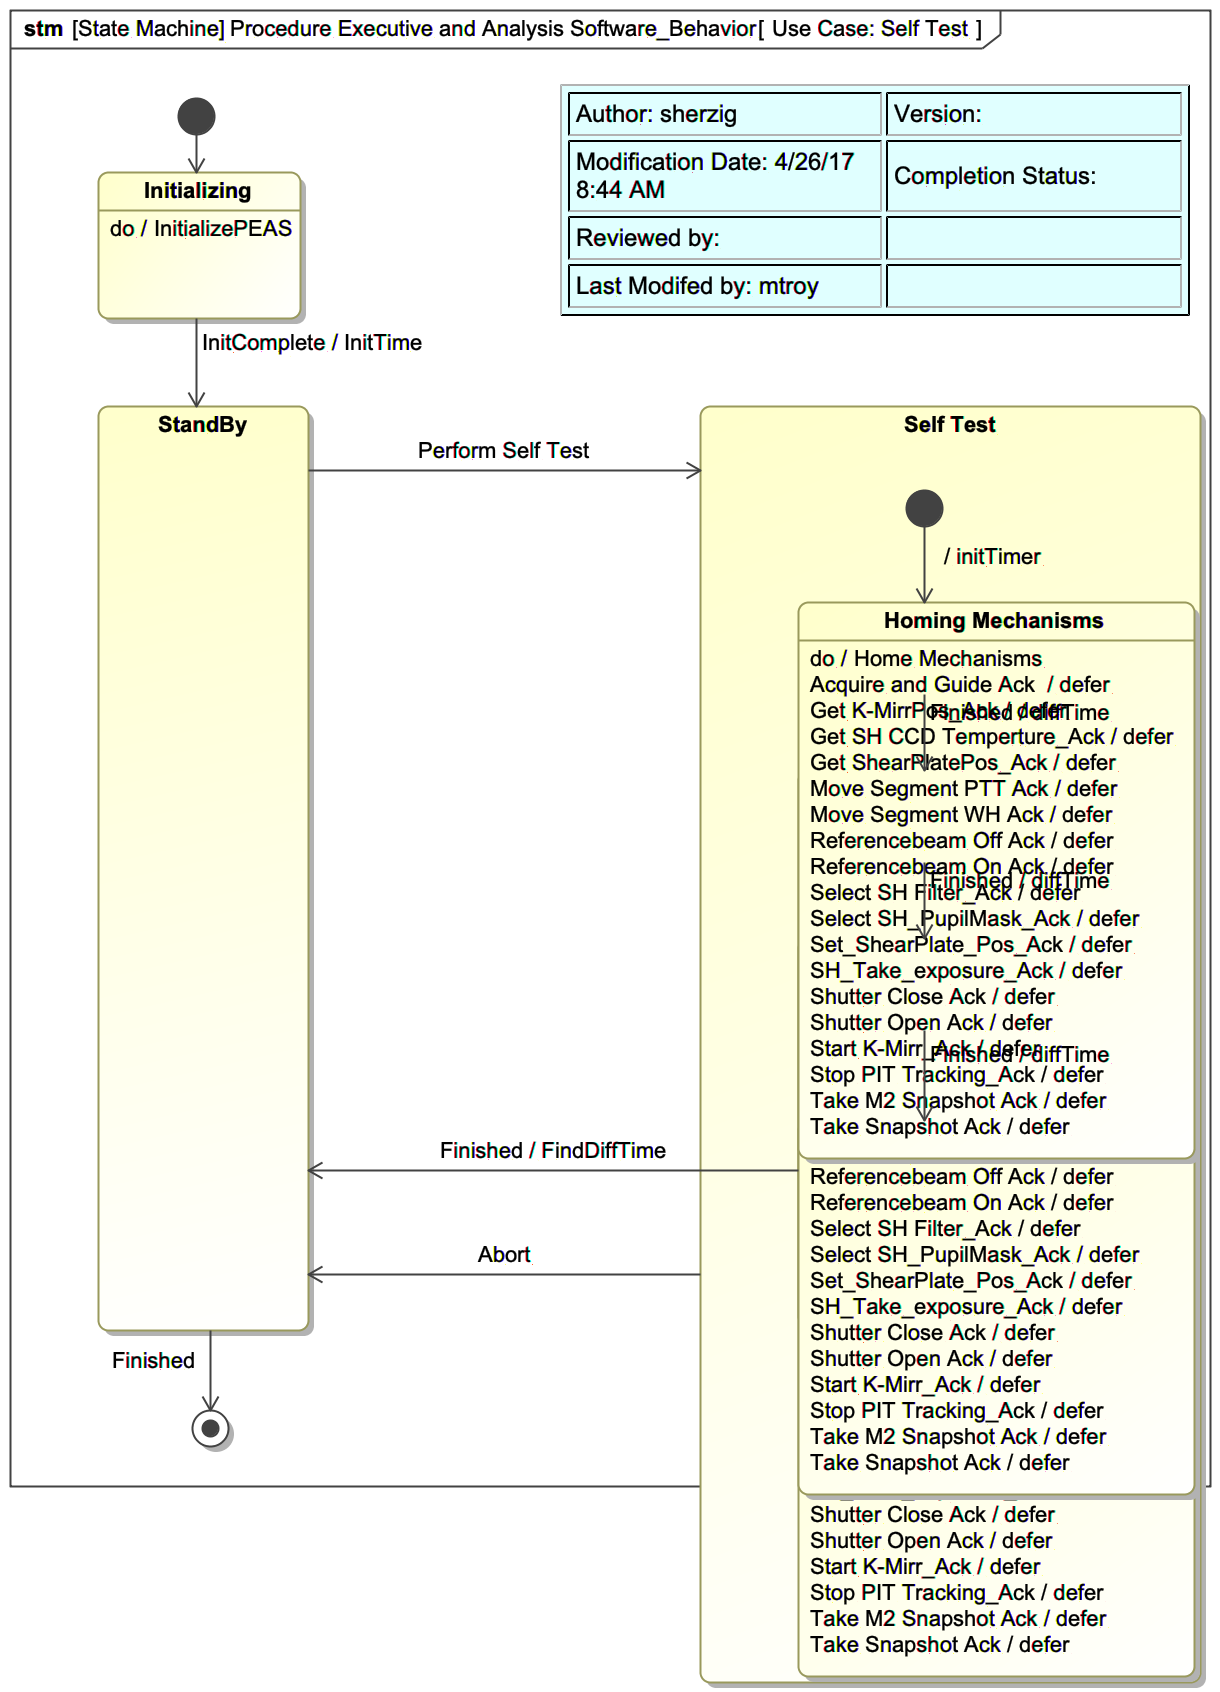 stm [State Machine] Procedure Executive and Analysis Software_Behavior[ Use Case: Self Test ]
Author: sherzig
Version:
Modification Date: 4/26/17
8:44 AM
Completion Status:
Reviewed by:
Last Modifed by: mtroy
Initializing
do / InitializePEAS
InitComplete / InitTime
StandBy
Perform Self Test
Self Test
/ initTimer
Homing Mechanisms
do / Home Mechanisms
Acquire and Guide Ack / defer
Get K-MirrPos_Ack / defer
Finished / diffTime
Get SH CCD Temperture_Ack / defer
Get ShearPlatePos_Ack / defer
Move Segment PTT Ack / defer
Move Segment WH Ack / defer
Referencebeam Off Ack / defer
Referencebeam On Ack / defer
Finished / diffTime
Select SH Filter_Ack / defer
Select SH_PupilMask_Ack / defer
Set_ShearPlate_Pos_Ack / defer
SH_Take_exposure_Ack / defer
Shutter Close Ack / defer
Shutter Open Ack / defer
Start K-Mirr_Ack / defer
Finished / diffTime
Stop PIT Tracking_Ack / defer
Take M2 Snapshot Ack / defer
Take Snapshot Ack / defer
Finished / FindDiffTime
Referencebeam Off Ack / defer
Referencebeam On Ack / defer
Select SH Filter_Ack / defer
Select SH_PupilMask_Ack / defer
Abort
Set_ShearPlate_Pos_Ack / defer
SH_Take_exposure_Ack / defer
Shutter Close Ack / defer
Shutter Open Ack / defer
Finished
Start K-Mirr_Ack / defer
Stop PIT Tracking_Ack / defer
Take M2 Snapshot Ack / defer
Take Snapshot Ack / defer
Shutter Close Ack / defer
Shutter Open Ack / defer
Start K-Mirr_Ack / defer
Stop PIT Tracking_Ack / defer
Take M2 Snapshot Ack / defer
Take Snapshot Ack / defer